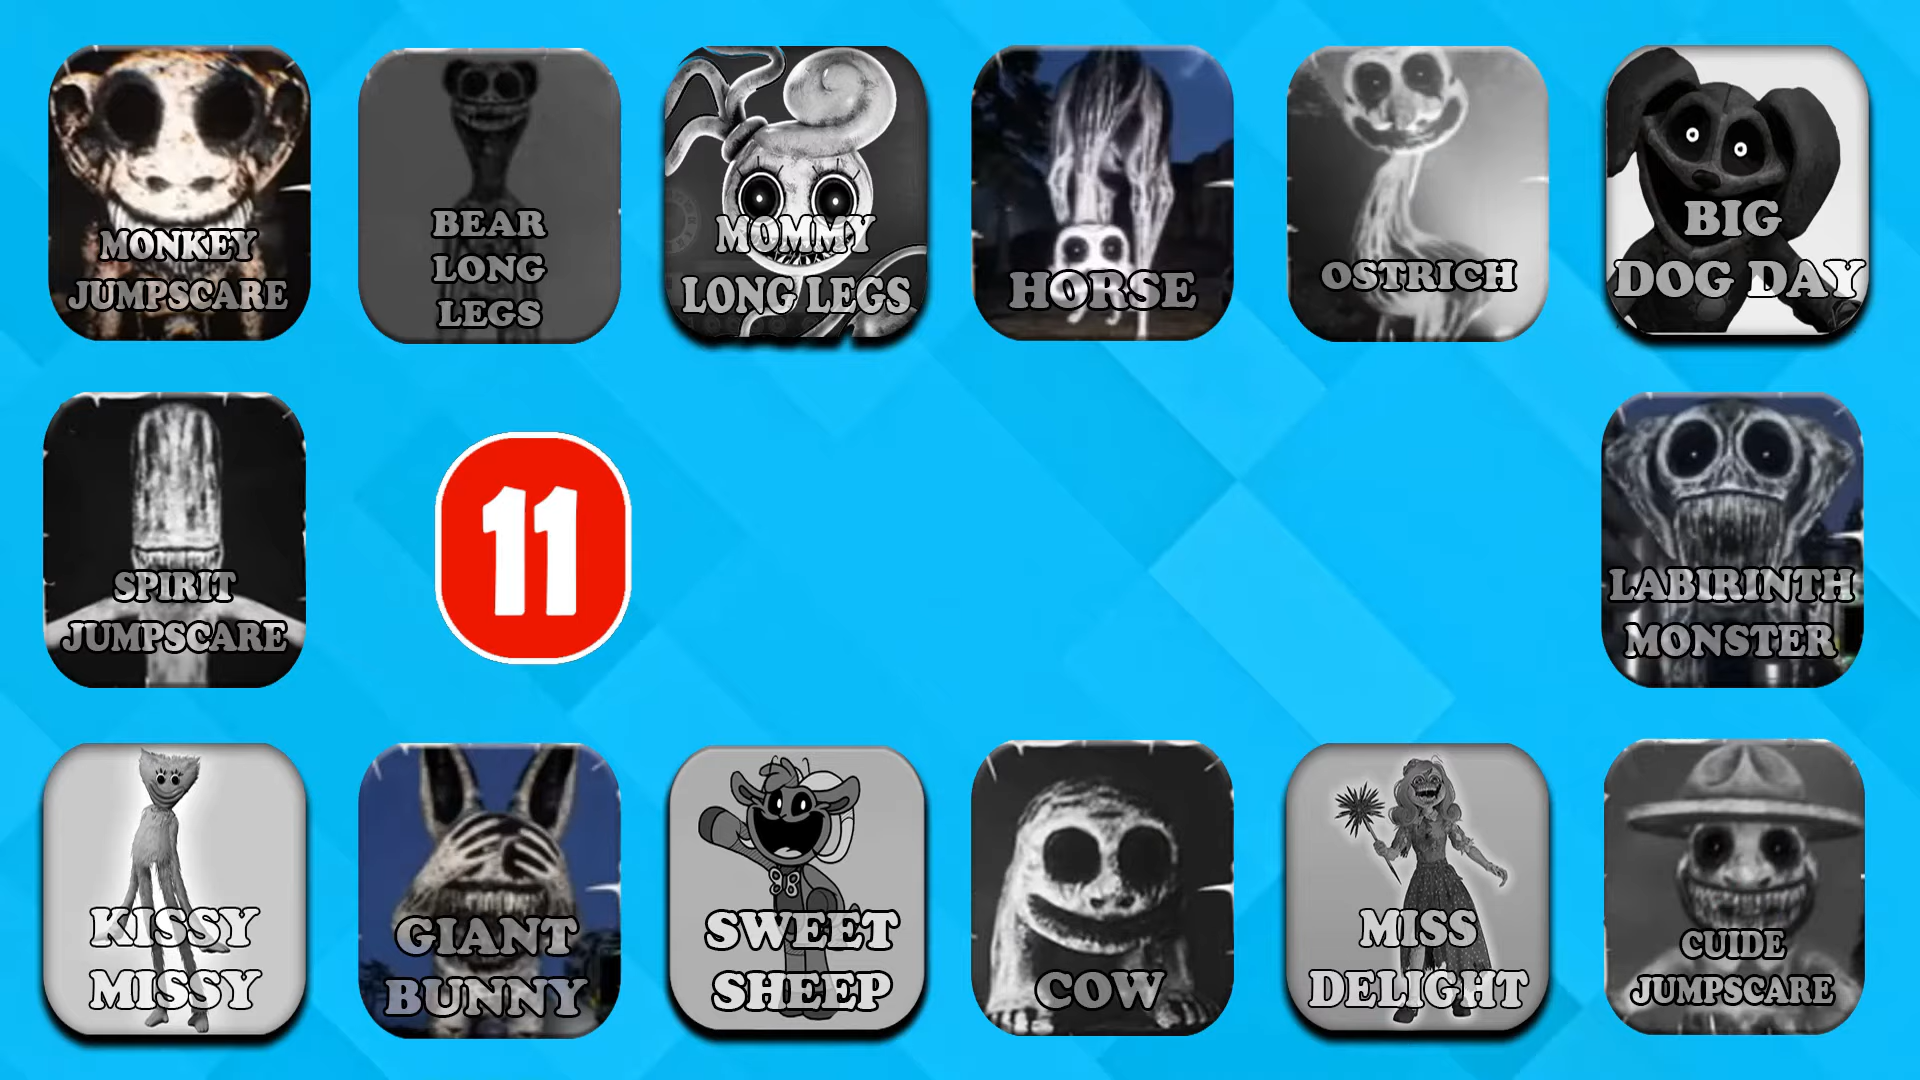 MONKEY
JUMPSCARE
BEAR
LONG
LEGS
MOMMY
LONG LEGS
HORSE
OSTRICH
BIG
DOG DAY
SPIRIT
JUMPSCARE
11
LABIRINTH
MONSTER
KISSY
MISSY
GIANT
BUNNY
SWEET
SHEEP
COW
MISS
DELIGHT
CUIDE
JUMPSCARE